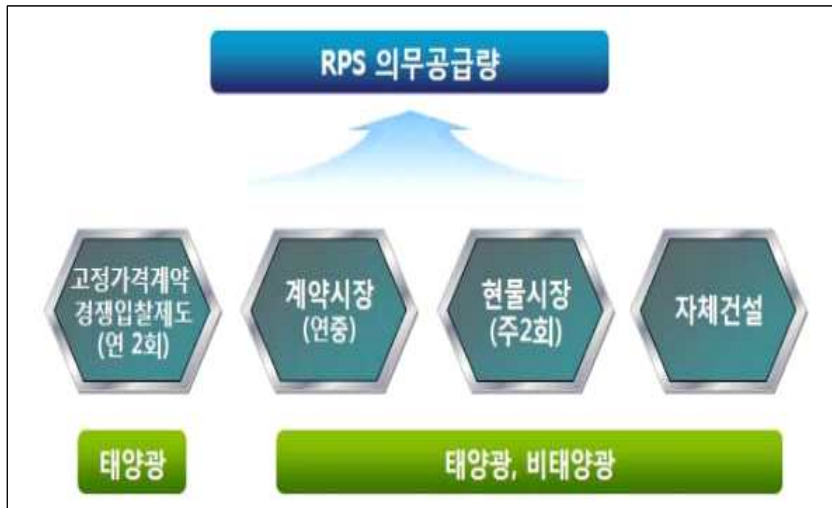 RPS 의무공급량
고정가격계약
경쟁입찰제도
(연 2회)
계약시장
(연중)
현물시장
(주2회)
자체건설
태양광
태양광, 비태양광